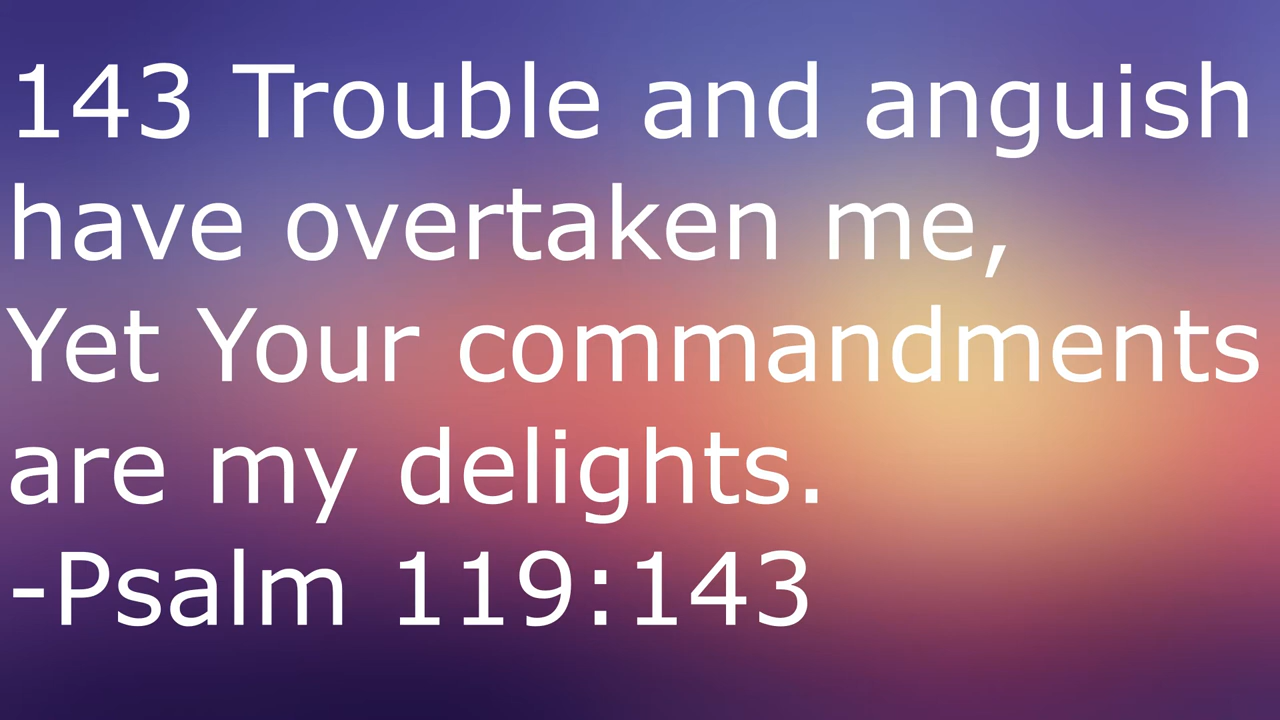 143 Trouble and anguish
have overtaken me,
Yet Your commandments
are my delights.
-Psalm 119:143